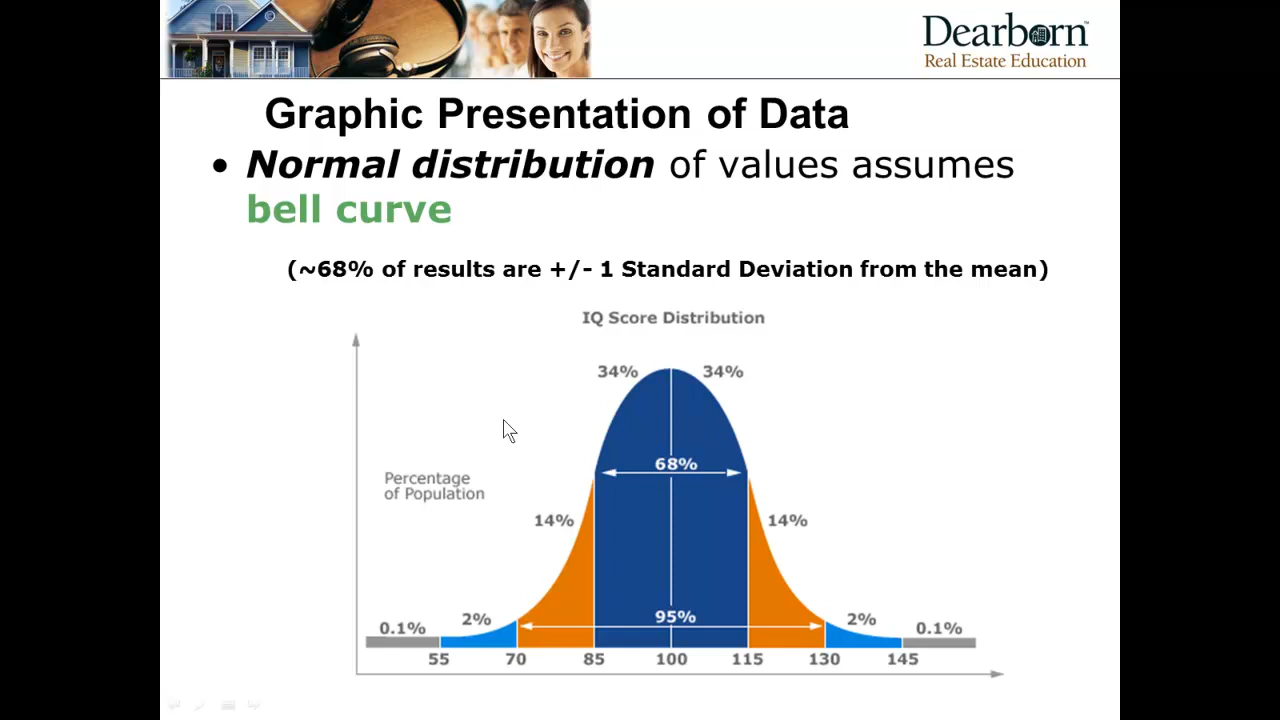 Dearborn
Real Estate Education
Graphic Presentation of Data
• Normal distribution of values assumes
bell curve
(~68% of results are +/- 1 Standard Deviation from the mean)
IQ Score Distribution
34% 34%
68%
Percentage
of Population
14% 14%
95%
2% 2%
0.1% 0.1%
55 70 85 100 115 130 145